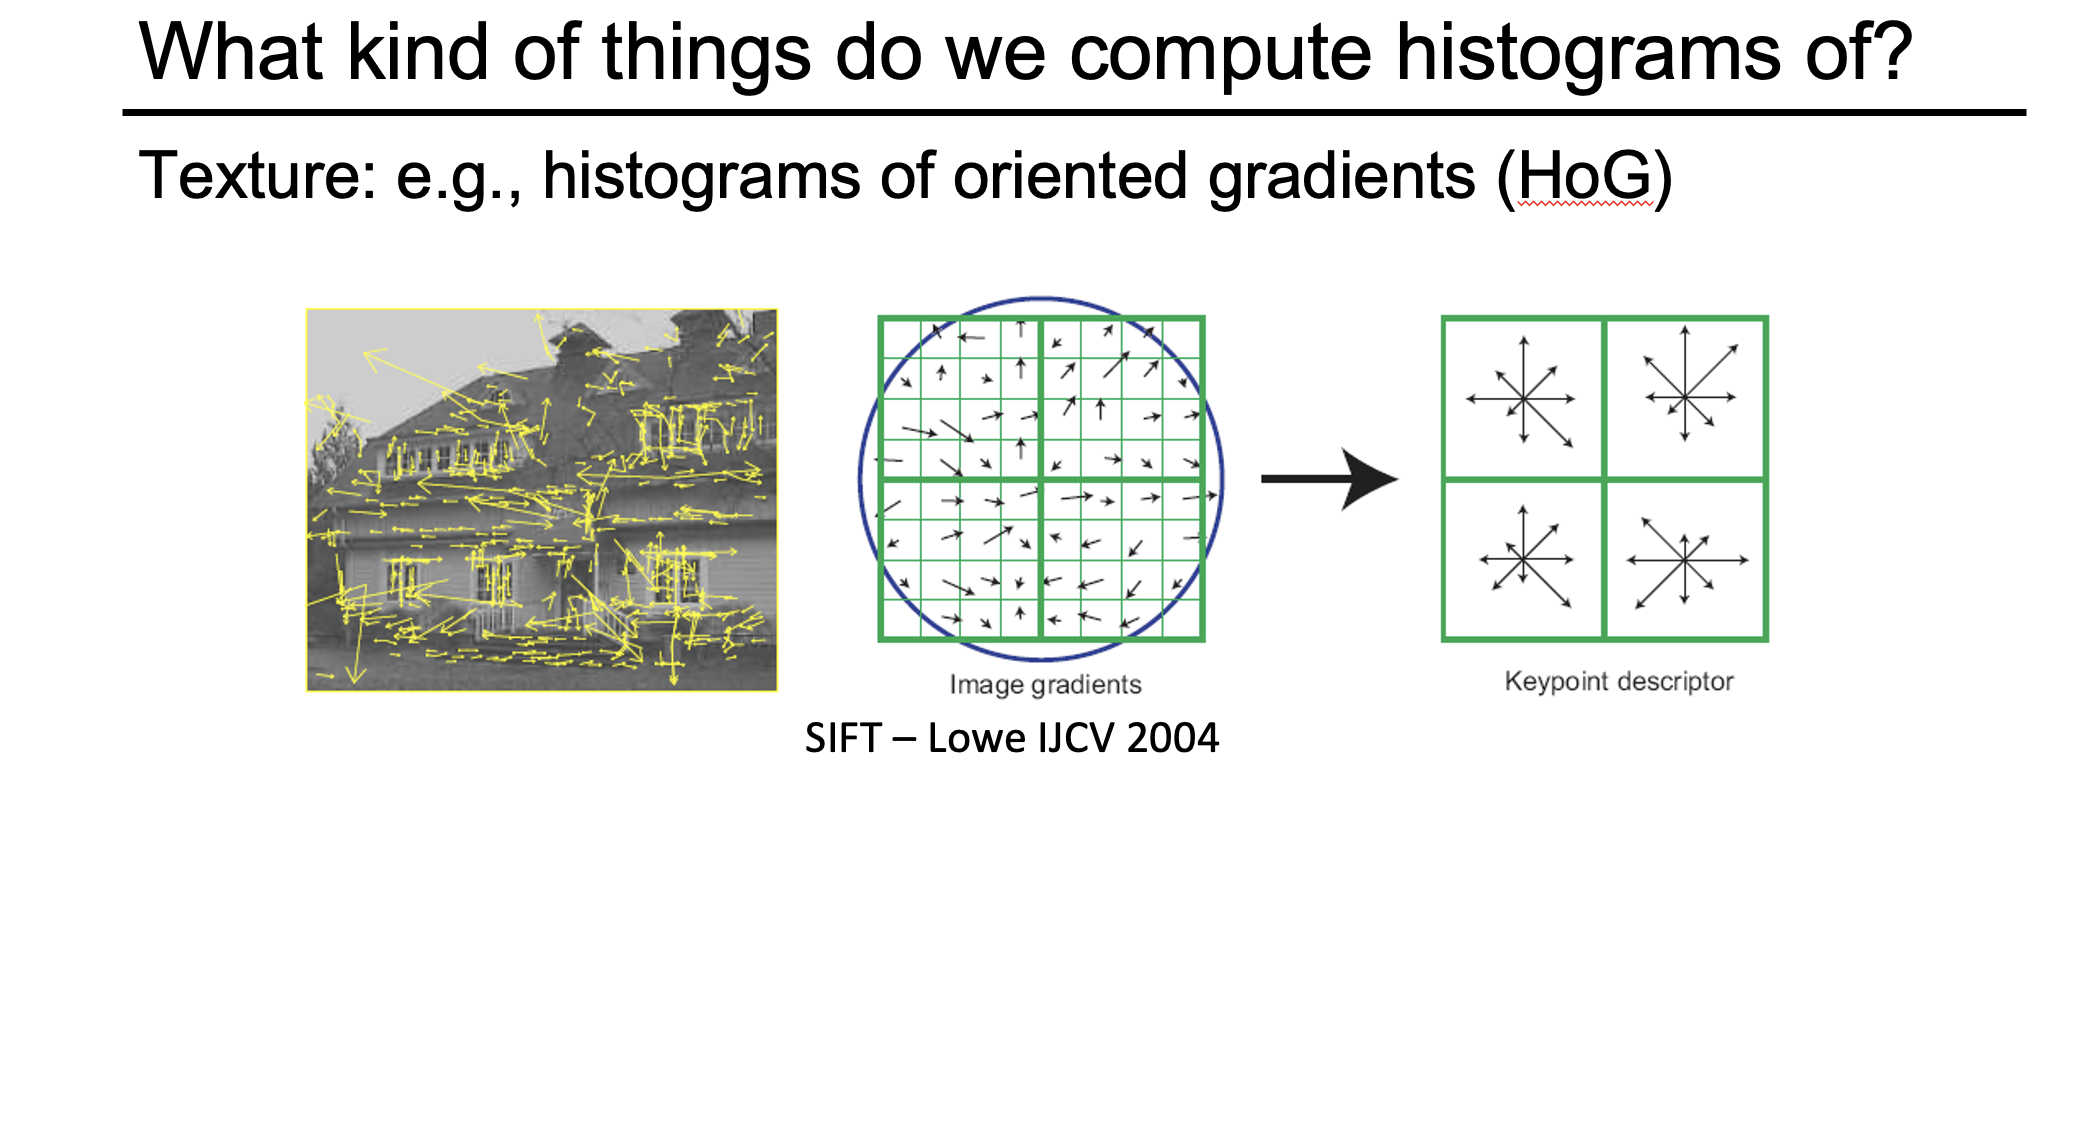 What kind of things do we compute histograms of?
Texture: e.g., histograms of oriented gradients (HoG)
Image gradients
Keypoint descriptor
SIFT – Lowe IJCV 2004